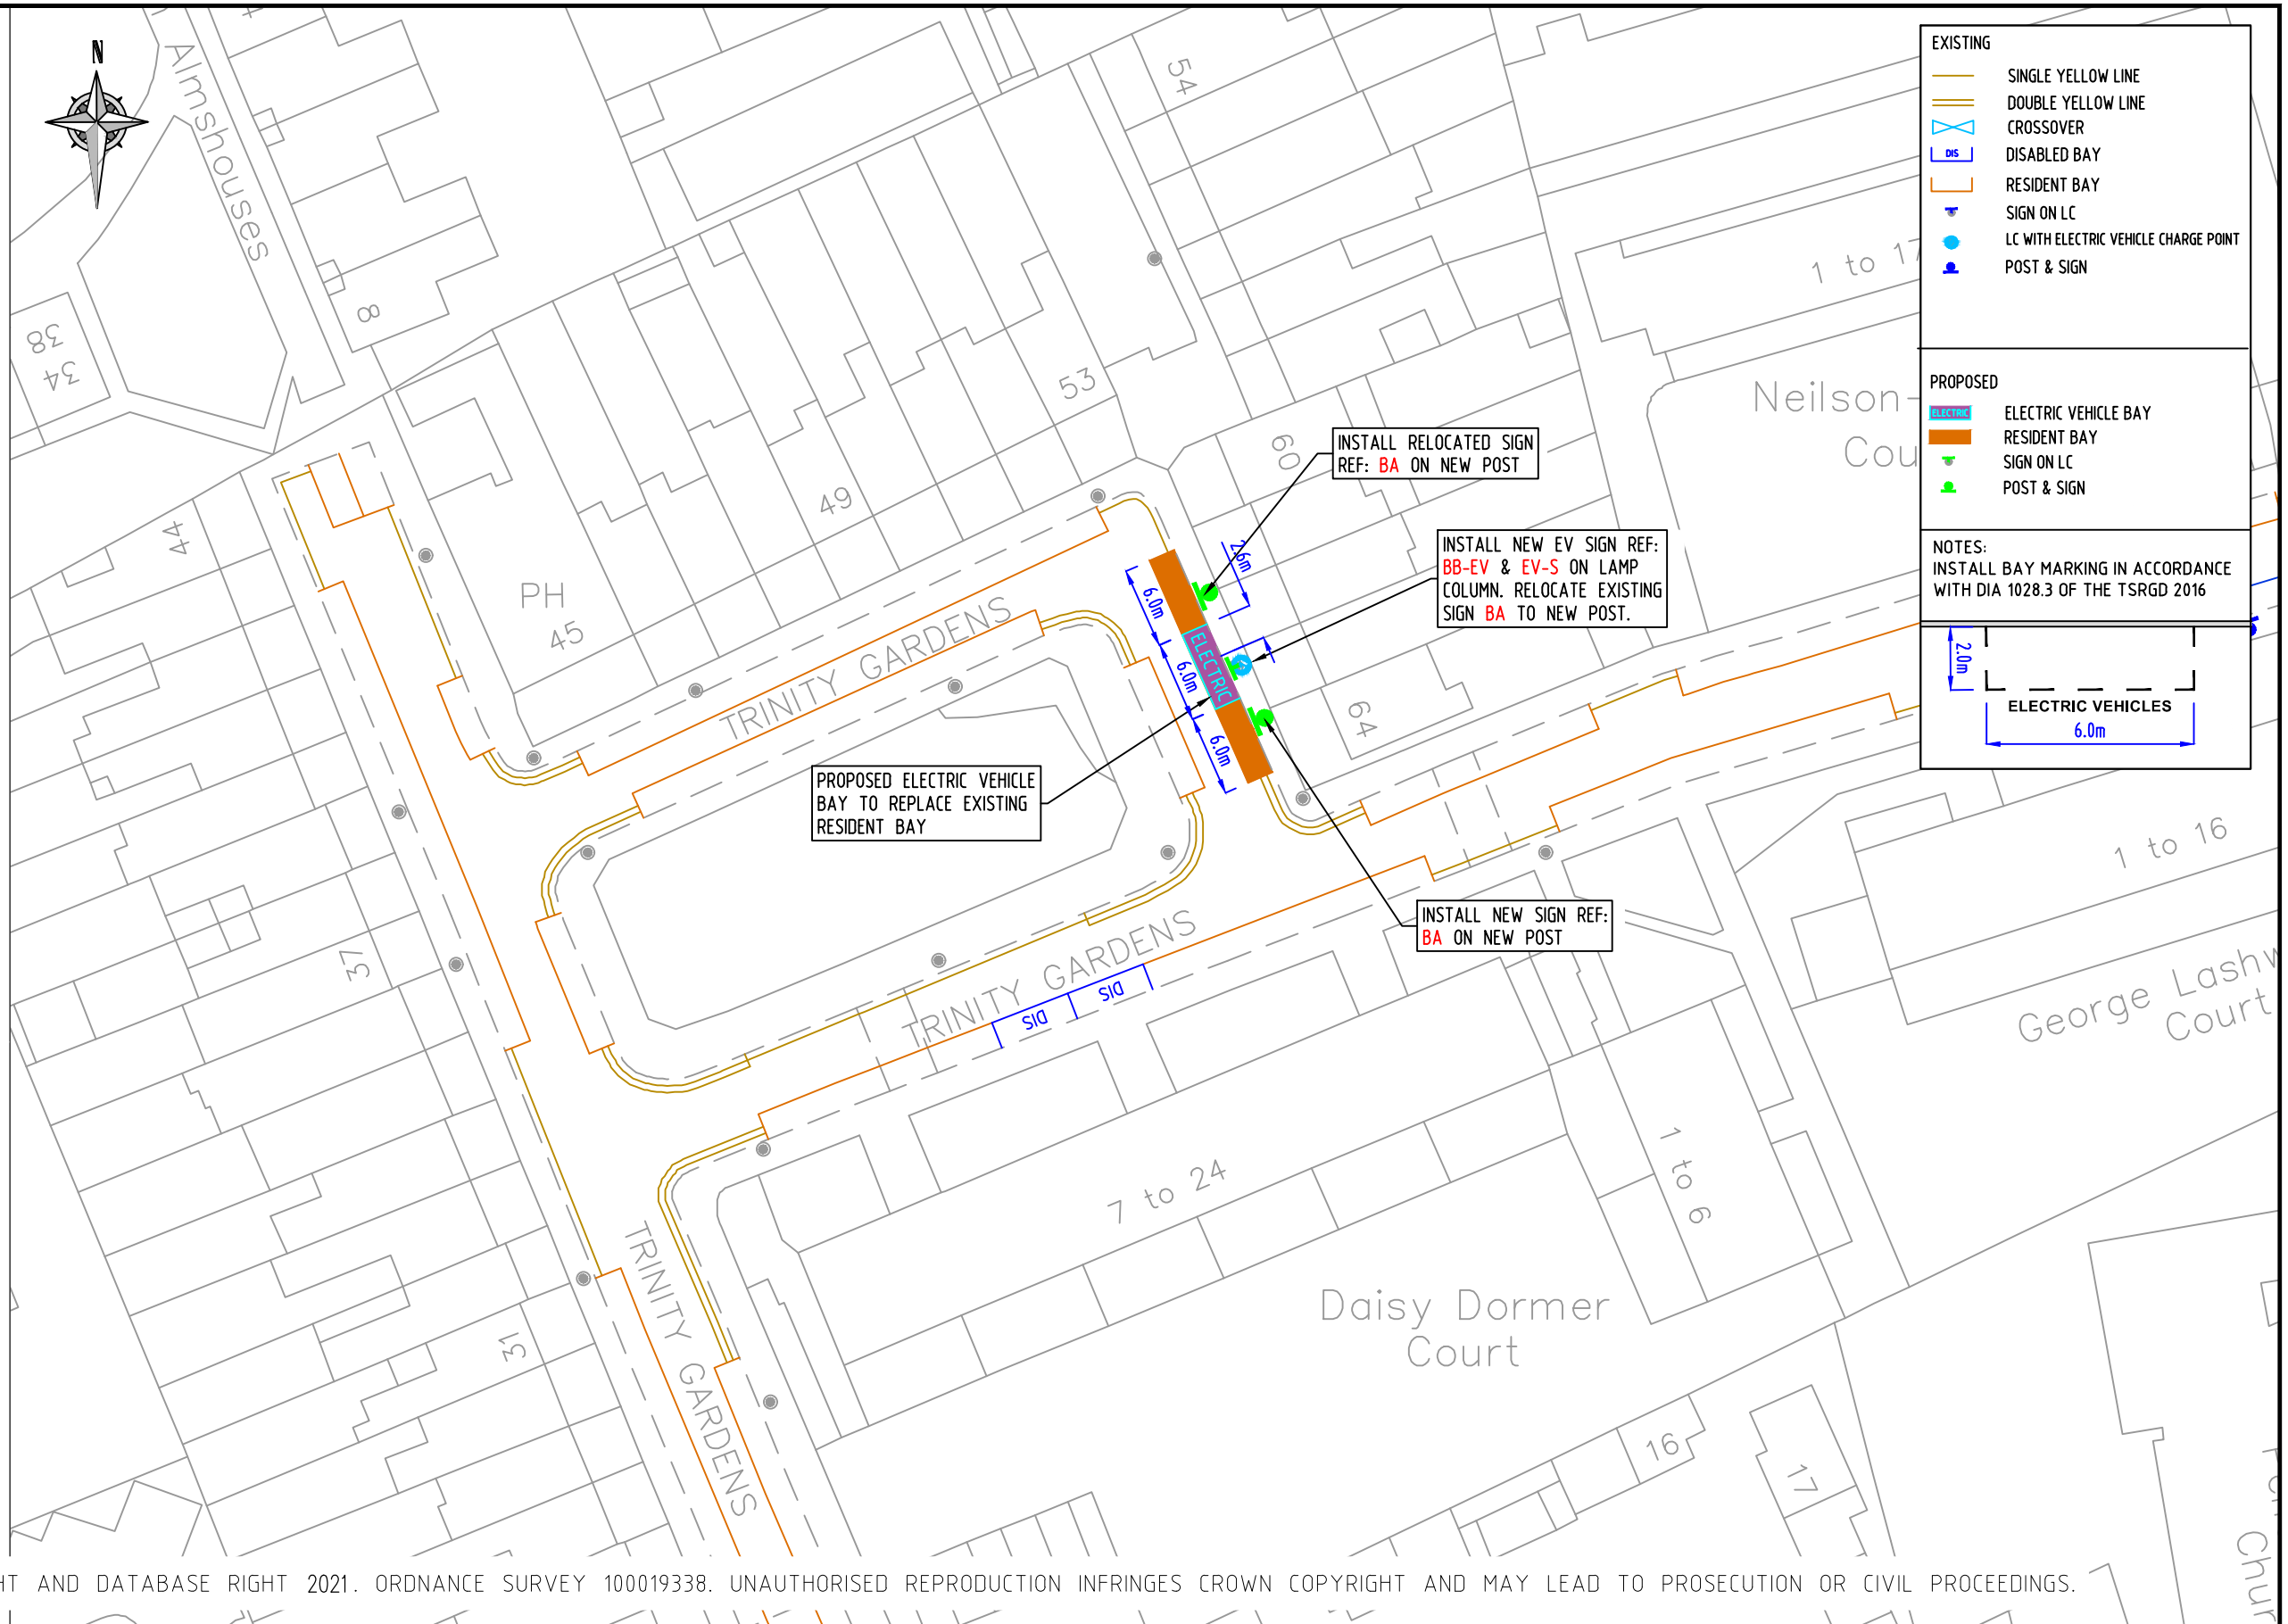 N
Almshouses
38
34
8
54
53
49
PH
45
44
37
31
60
64
1 to 17
Neilson-
Cou
TRINITY GARDENS
TRINITY GARDENS
TRINITY GARDENS
DIS
DIS
7 to 24
1 to 6
1 to 16
George Lashw
Court
Daisy Dormer
Court
16
17
Chur
INSTALL RELOCATED SIGN
REF: BA ON NEW POST
INSTALL NEW EV SIGN REF:
BB-EV & EV-S ON LAMP
COLUMN. RELOCATE EXISTING
SIGN BA TO NEW POST.
PROPOSED ELECTRIC VEHICLE
BAY TO REPLACE EXISTING
RESIDENT BAY
INSTALL NEW SIGN REF:
BA ON NEW POST
2.6m
6.0m
6.0m
6.0m
ELECTRIC
EXISTING
SINGLE YELLOW LINE
DOUBLE YELLOW LINE
CROSSOVER
DIS DISABLED BAY
RESIDENT BAY
SIGN ON LC
LC WITH ELECTRIC VEHICLE CHARGE POINT
POST & SIGN
PROPOSED
ELECTRIC ELECTRIC VEHICLE BAY
RESIDENT BAY
SIGN ON LC
POST & SIGN
NOTES:
INSTALL BAY MARKING IN ACCORDANCE
WITH DIA 1028.3 OF THE TSRGD 2016
2.0m
ELECTRIC VEHICLES
6.0m
HT AND DATABASE RIGHT 2021. ORDNANCE SURVEY 100019338. UNAUTHORISED REPRODUCTION INFRINGES CROWN COPYRIGHT AND MAY LEAD TO PROSECUTION OR CIVIL PROCEEDINGS.